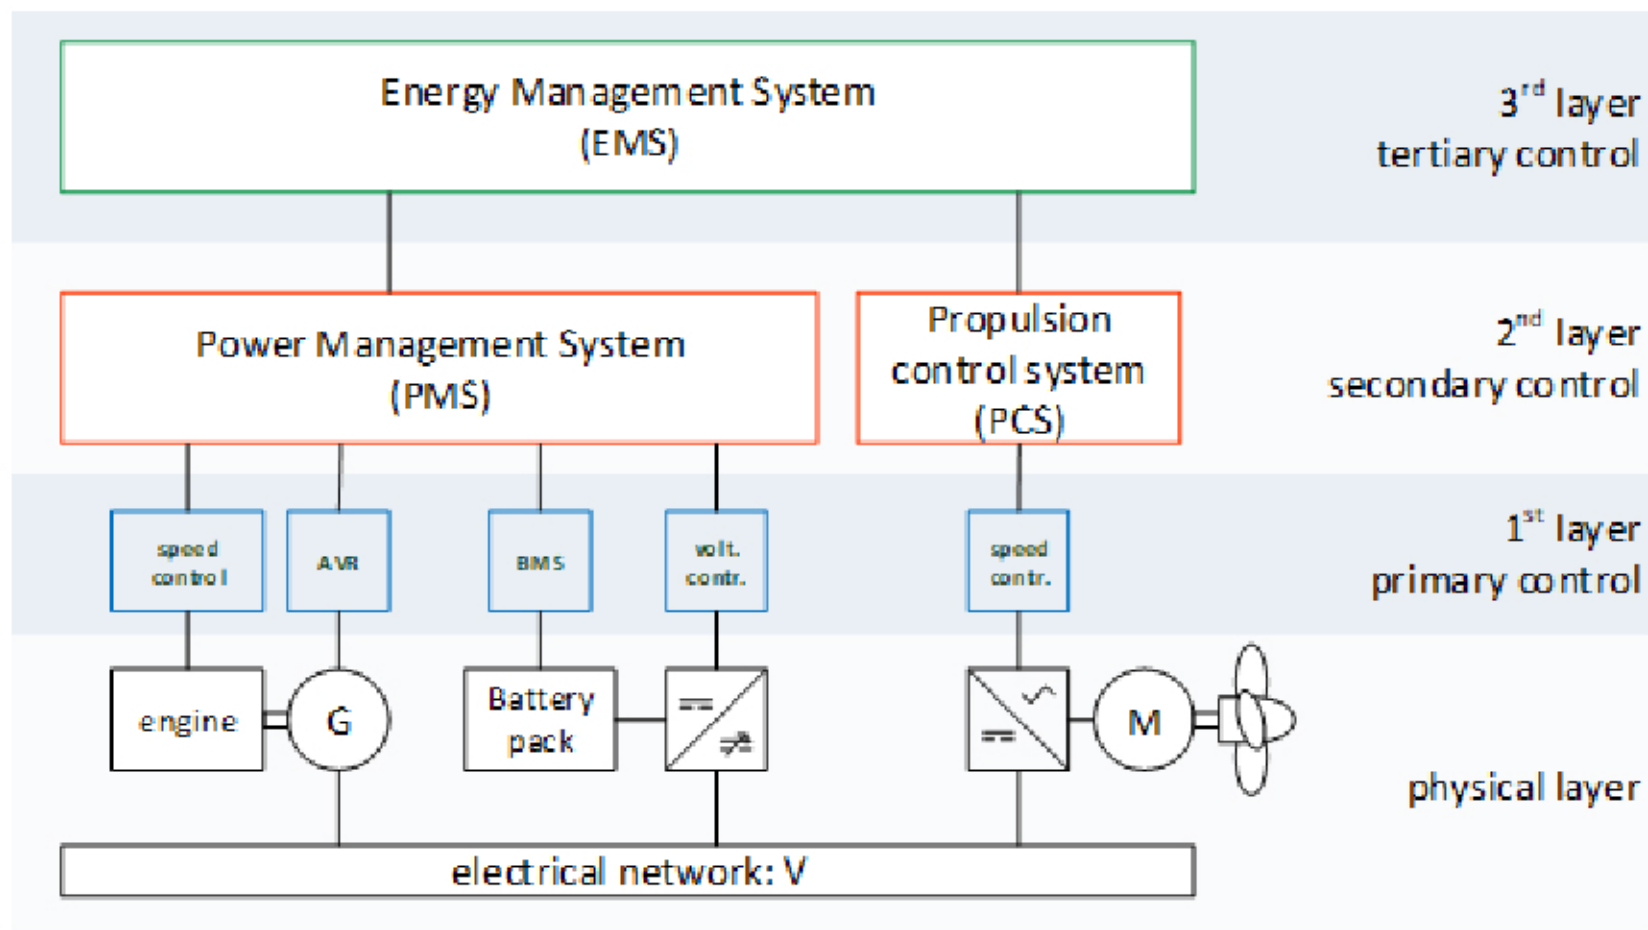 Energy Management System
(EMS)
3rd layer
tertiary control
Power Management System
(PMS)
Propulsion
control system
(PCS)
2nd layer
secondary control
speed
control
AVR
BMS
volt.
contr.
speed
contr.
1st layer
primary control
engine
G
Battery
pack
M
physical layer
electrical network: V